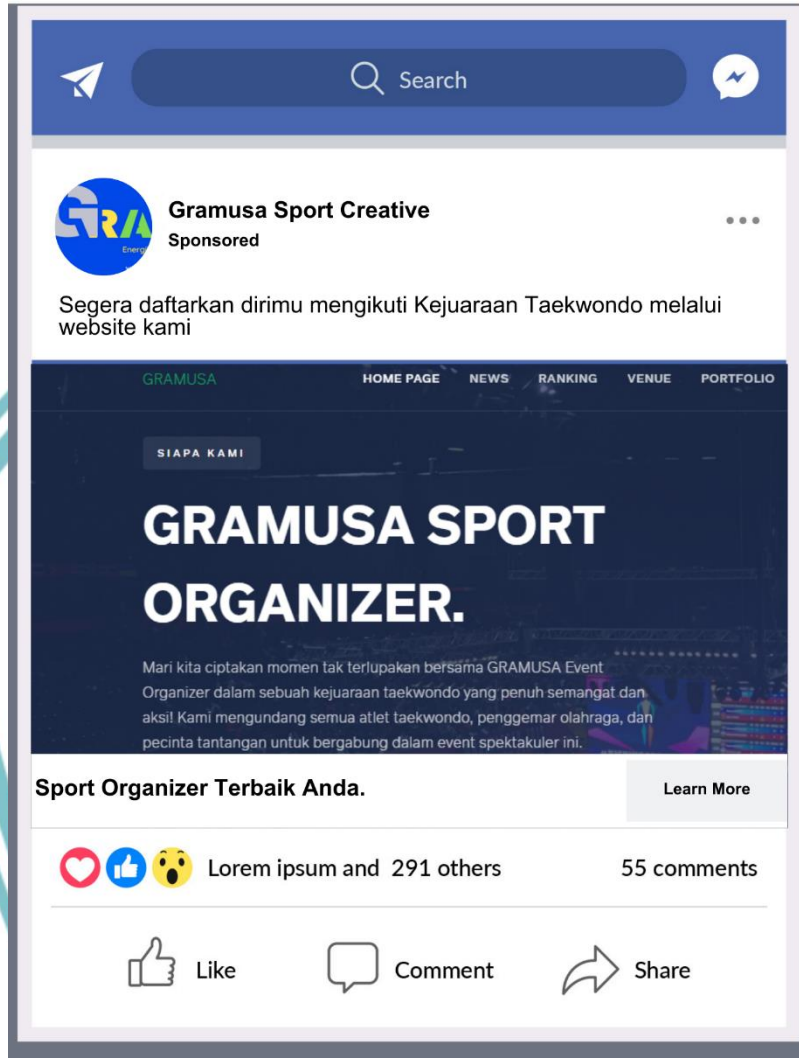 Search
GRA
Energi
Gramusa Sport Creative
Sponsored
Segera daftarkan dirimu mengikuti Kejuaraan Taekwondo melalui
website kami
GRAMUSA HOME PAGE NEWS RANKING VENUE PORTFOLIO
SIAPA KAMI
GRAMUSA SPORT
ORGANIZER.
Mari kita ciptakan momen tak terlupakan bersama GRAMUSA Event
Organizer dalam sebuah kejuaraan taekwondo yang penuh semangat dan
aksi! Kami mengundang semua atlet taekwondo, penggemar olahraga, dan
pecinta tantangan untuk bergabung dalam event spektakuler ini.
Sport Organizer Terbaik Anda. Learn More
Lorem ipsum and 291 others 55 comments
Like Comment Share